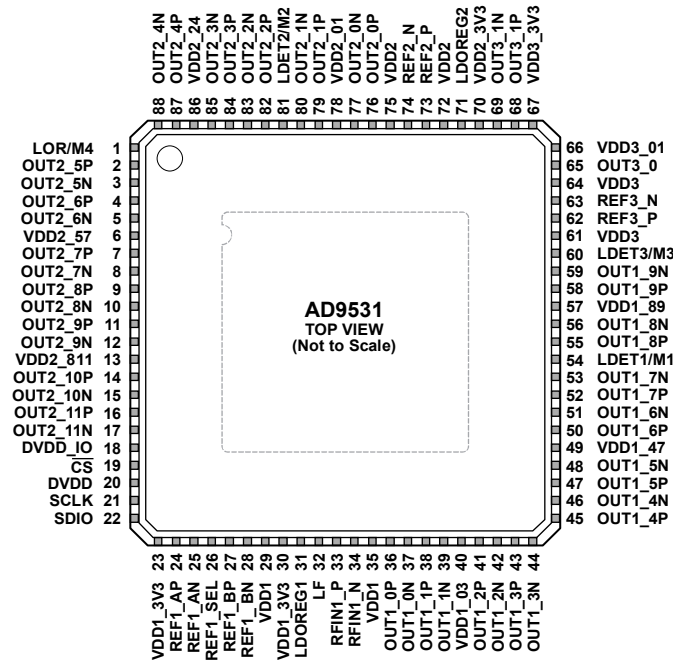 OUT2_4N
OUT2_4P
VDD2_24
OUT2_3N
OUT2_3P
OUT2_2N
OUT2_2P
LDET2/M2
OUT2_1N
OUT2_1P
VDD2_01
OUT2_0N
OUT2_0P
VDD2
REF2_N
REF2_P
VDD2
LDOREG2
VDD2_3V3
OUT3_1N
OUT3_1P
VDD3_3V3
88 87 86 85 84 83 82 81 80 79 78 77 76 75 74 73 72 71 70 69 68 67
LOR/M4 1
OUT2_5P 2
OUT2_5N 3
OUT2_6P 4
OUT2_6N 5
VDD2_57 6
OUT2_7P 7
OUT2_7N 8
OUT2_8P 9
OUT2_8N 10
OUT2_9P 11
OUT2_9N 12
VDD2_811 13
OUT2_10P 14
OUT2_10N 15
OUT2_11P 16
OUT2_11N 17
DVDD_IO 18
CS 19
DVDD 20
SCLK 21
SDIO 22
AD9531
TOP VIEW
(Not to Scale)
66 VDD3_01
65 OUT3_0
64 VDD3
63 REF3_N
62 REF3_P
61 VDD3
60 LDET3/M3
59 OUT1_9N
58 OUT1_9P
57 VDD1_89
56 OUT1_8N
55 OUT1_8P
54 LDET1/M1
53 OUT1_7N
52 OUT1_7P
51 OUT1_6N
50 OUT1_6P
49 VDD1_47
48 OUT1_5N
47 OUT1_5P
46 OUT1_4N
45 OUT1_4P
23 24 25 26 27 28 29 30 31 32 33 34 35 36 37 38 39 40 41 42 43 44
VDD1_3V3
REF1_AP
REF1_AN
REF1_SEL
REF1_BP
REF1_BN
VDD1
VDD1_3V3
LDOREG1
LF
RFIN1_P
RFIN1_N
VDD1
OUT1_0P
OUT1_0N
OUT1_1P
OUT1_1N
VDD1_03
OUT1_2P
OUT1_2N
OUT1_3P
OUT1_3N